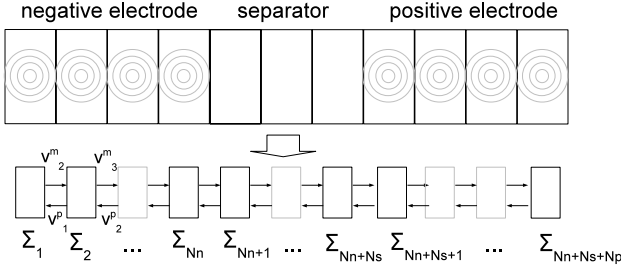 negative electrode separator positive electrode
v^m_2 v^m_3
v^p_1 v^p_2
Σ_1 Σ_2 ... Σ_Nn Σ_Nn+1 ... Σ_Nn+Ns Σ_Nn+Ns+1 ... Σ_Nn+Ns+Np